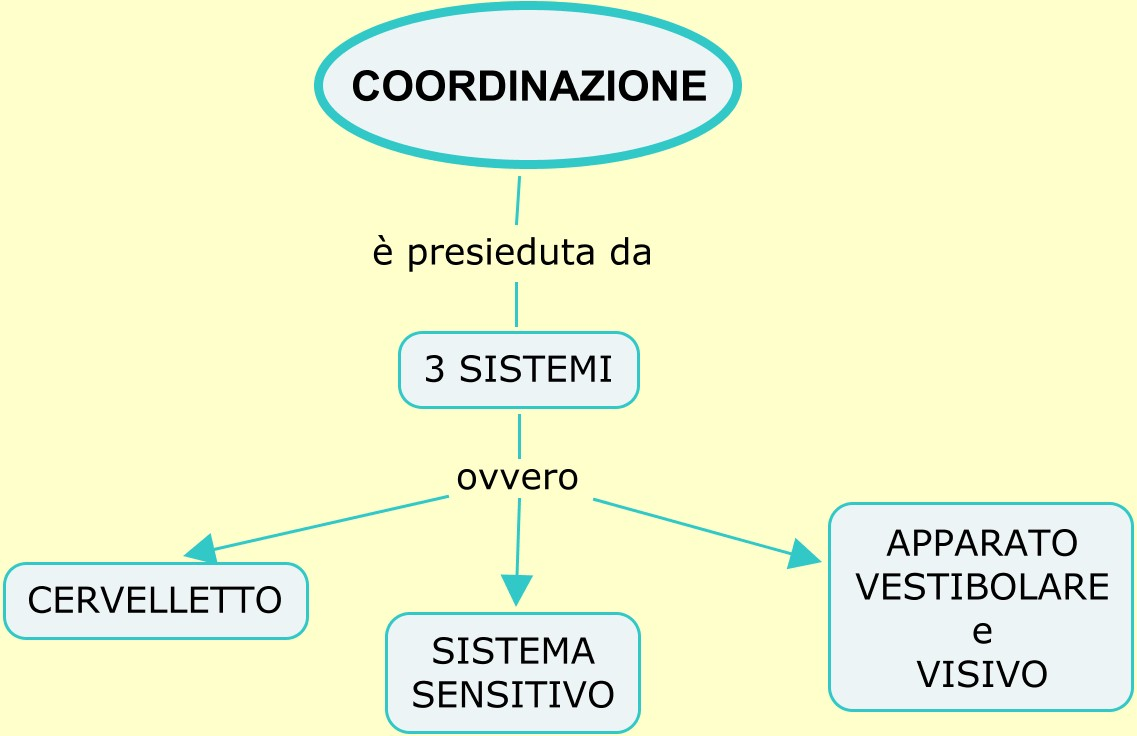 COORDINAZIONE
è presieduta da
3 SISTEMI
ovvero
CERVELLETTO
SISTEMA
SENSITIVO
APPARATO
VESTIBOLARE
e
VISIVO